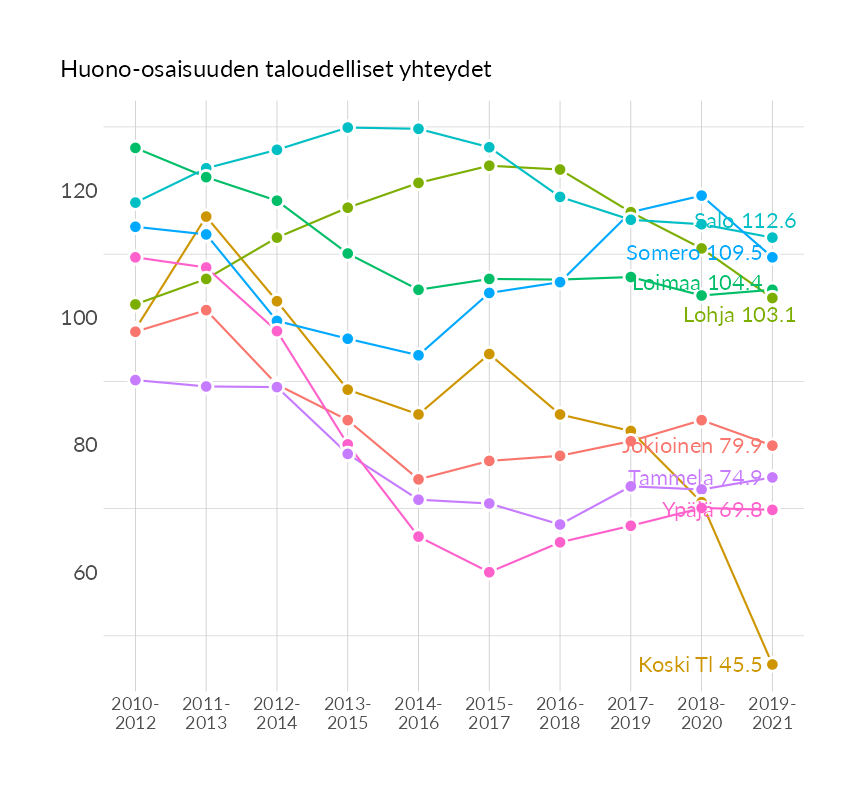 Huono-osaisuuden taloudelliset yhteydet
120
100
80
60
Salo 112.6
Somero 109.5
Loimaa 104.4
Lohja 103.1
Jokioinen 79.9
Tammela 74.9
Ypäjä 69.8
Koski Tl 45.5
2010- 2011- 2012- 2013- 2014- 2015- 2016- 2017- 2018- 2019-
2012 2013 2014 2015 2016 2017 2018 2019 2020 2021